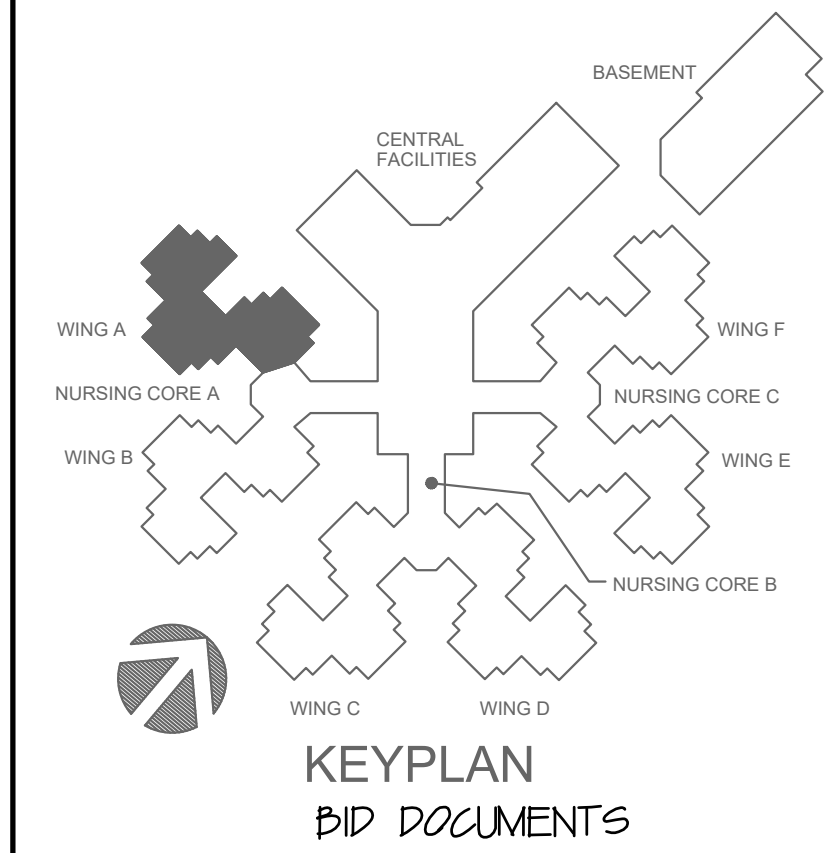 BASEMENT
CENTRAL
FACILITIES
WING A
WING F
NURSING CORE A
NURSING CORE C
WING B
WING E
NURSING CORE B
WING C
WING D
KEYPLAN
BID DOCUMENTS